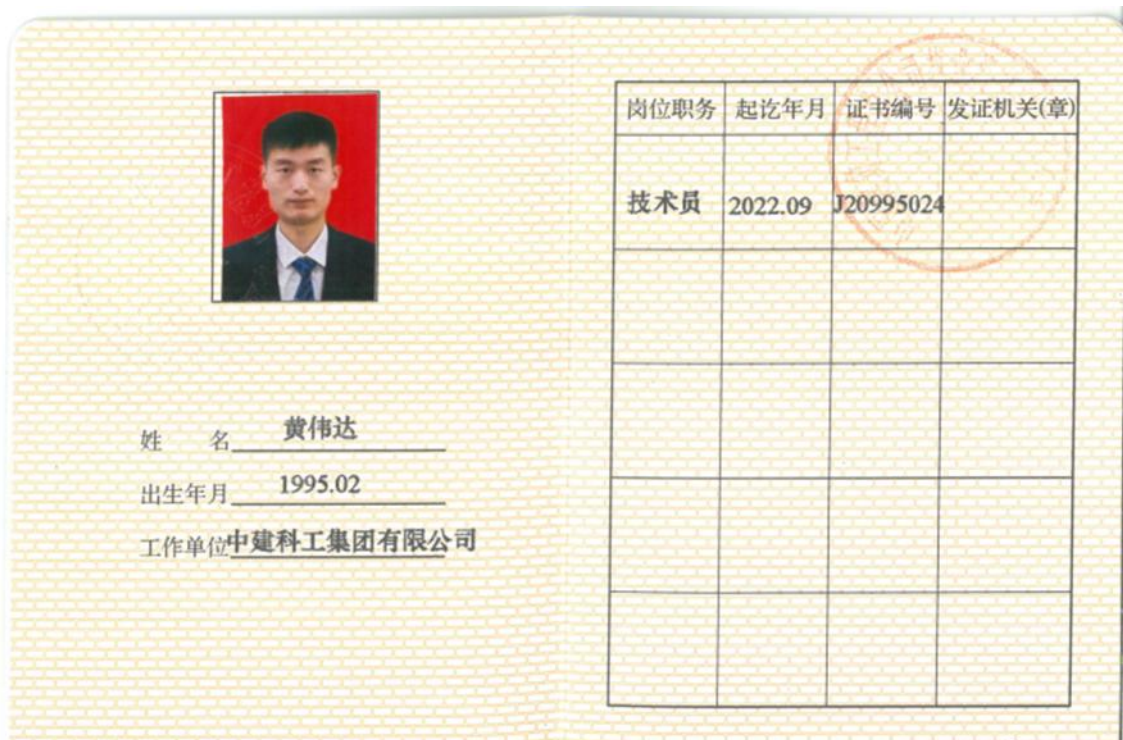 姓 名 黄伟达
出生年月 1995.02
工作单位 中建科工集团有限公司
岗位职务 起讫年月 证书编号 发证机关(章)
技术员 2022.09 J20995024